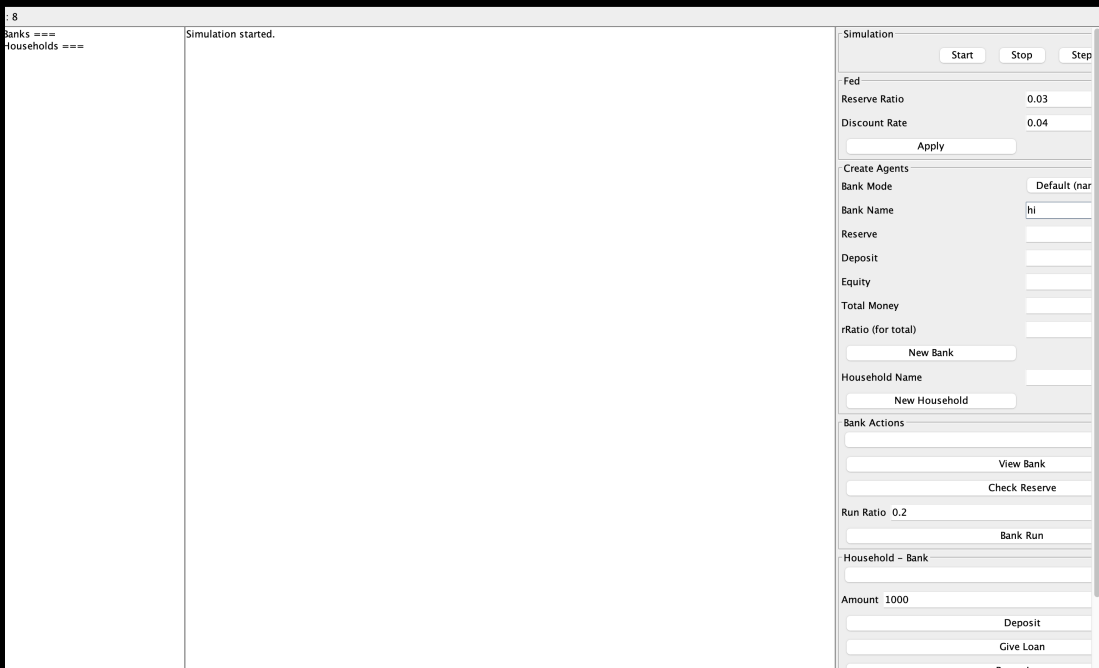 : 8
Banks ===
Households ===
Simulation started.
Simulation
Start Stop Step
Fed
Reserve Ratio 0.03
Discount Rate 0.04
Apply
Create Agents
Bank Mode Default (nar
Bank Name hi
Reserve
Deposit
Equity
Total Money
rRatio (for total)
New Bank
Household Name
New Household
Bank Actions
View Bank
Check Reserve
Run Ratio 0.2
Bank Run
Household - Bank
Amount 1000
Deposit
Give Loan